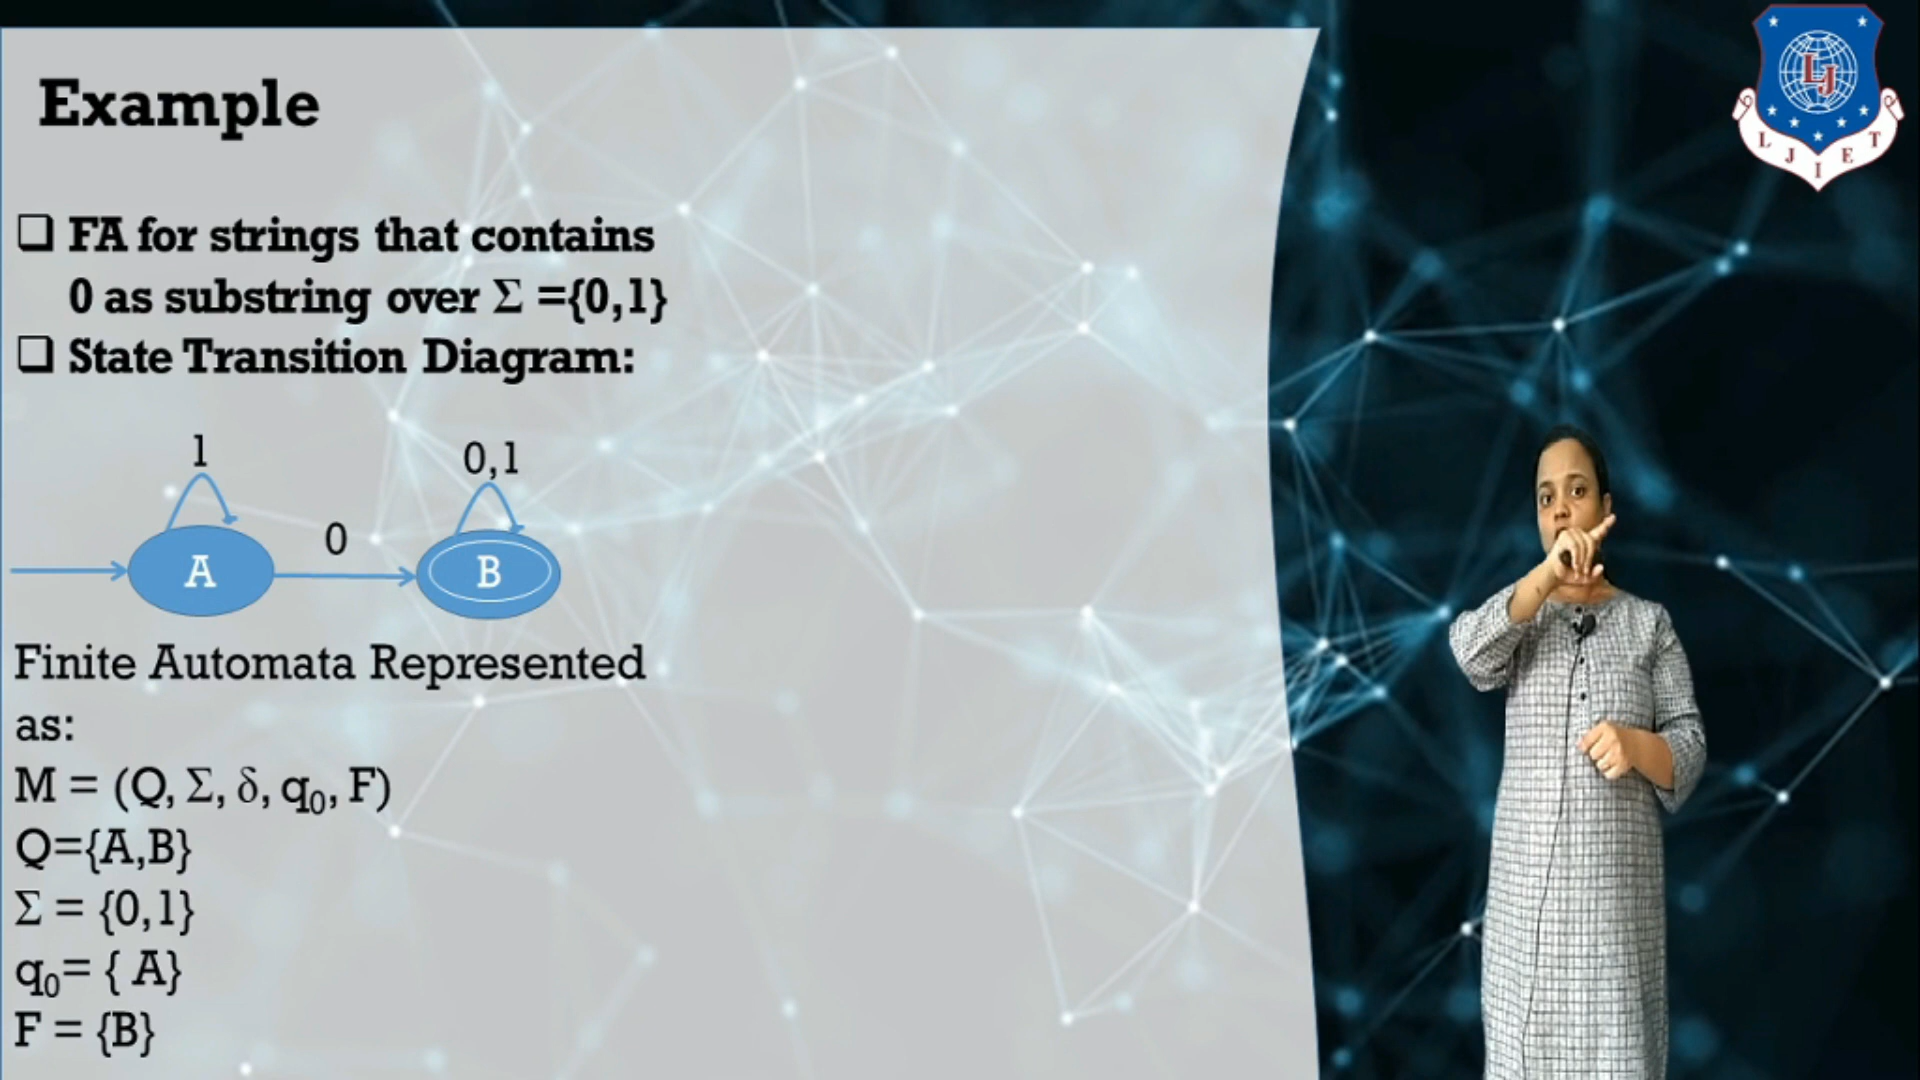 Example
❑ FA for strings that contains
0 as substring over Σ ={0,1}
❑ State Transition Diagram:
1
0,1
0
A
B
Finite Automata Represented
as:
M = (Q, Σ, δ, q₀, F)
Q={A,B}
Σ = {0,1}
q₀= { A}
F = {B}
LJ
L J I E T